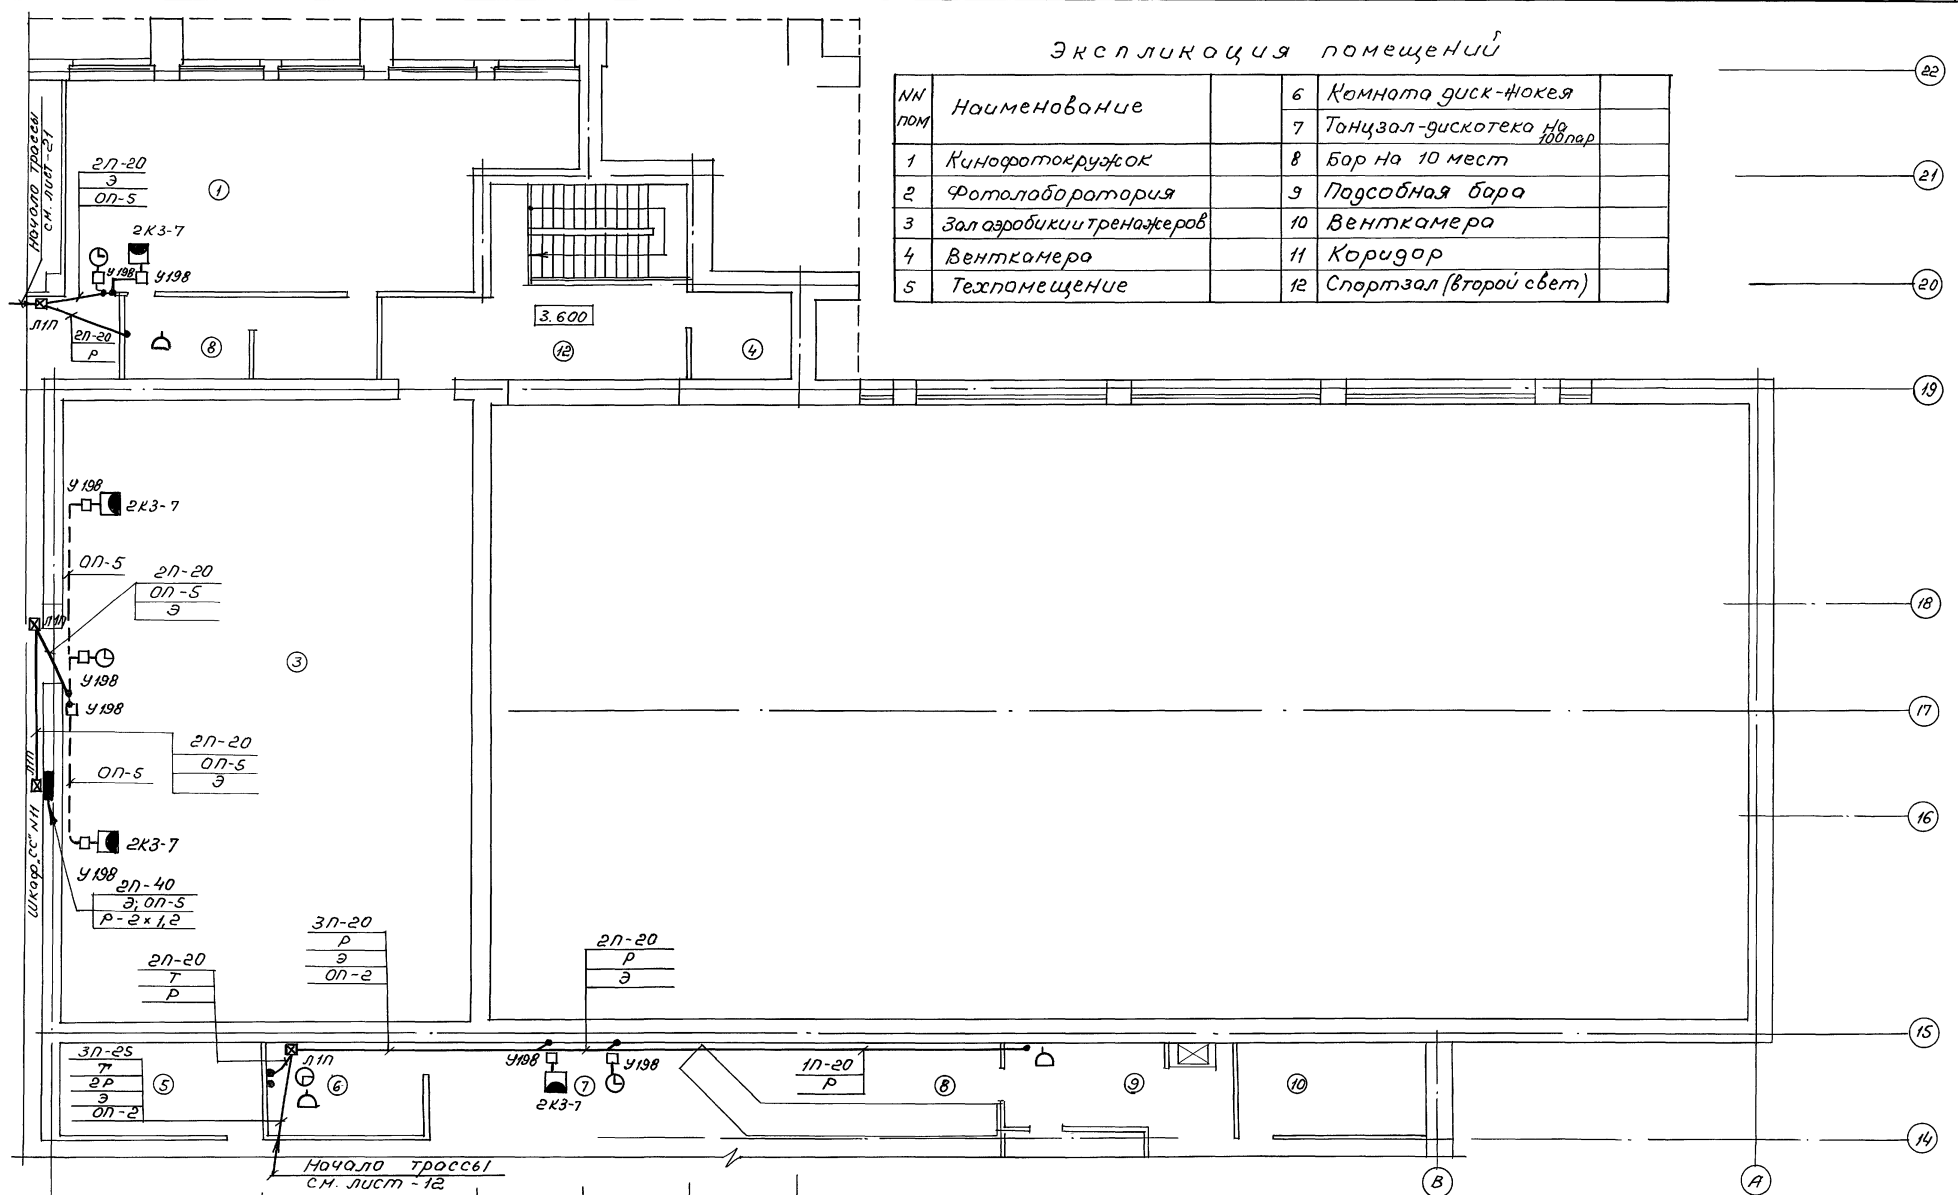 Экспликация помещений
NN пом
Наименование
1 Кинофотокружок
2 Фотолаборатория
3 Зал аэробики и тренажеров
4 Венткамера
5 Техпомещение
6 Комната диск-жокея
7 Танцзал-дискотека на 100 пар
8 Бар на 10 мест
9 Подсобная бара
10 Венткамера
11 Коридор
12 Спортзал (второй свет)
22
21
20
19
18
17
16
15
14
В
А
Начало трассы
см. лист-21
2П-20
Э
ОП-5
1
2КЗ-7
У198
У198
Л1П
2П-20
Р
8
3.600
12
4
У198
2КЗ-7
ОП-5
2П-20
ОП-5
Э
Л1П
3
У198
У198
2П-20
ОП-5
Э
Л1П
ОП-5
Шкаф „СС" N11
2КЗ-7
У198
2П-40
Э; ОП-5
Р-2×1,2
3П-20
Р
Э
ОП-2
2П-20
Р
Э
2П-20
Т
Р
3П-25
Т
2Р
Э
ОП-2
5
Л1П
6
У198
2КЗ-7
7
У198
1П-20
Р
8
9
10
Начало трассы
см. лист-12